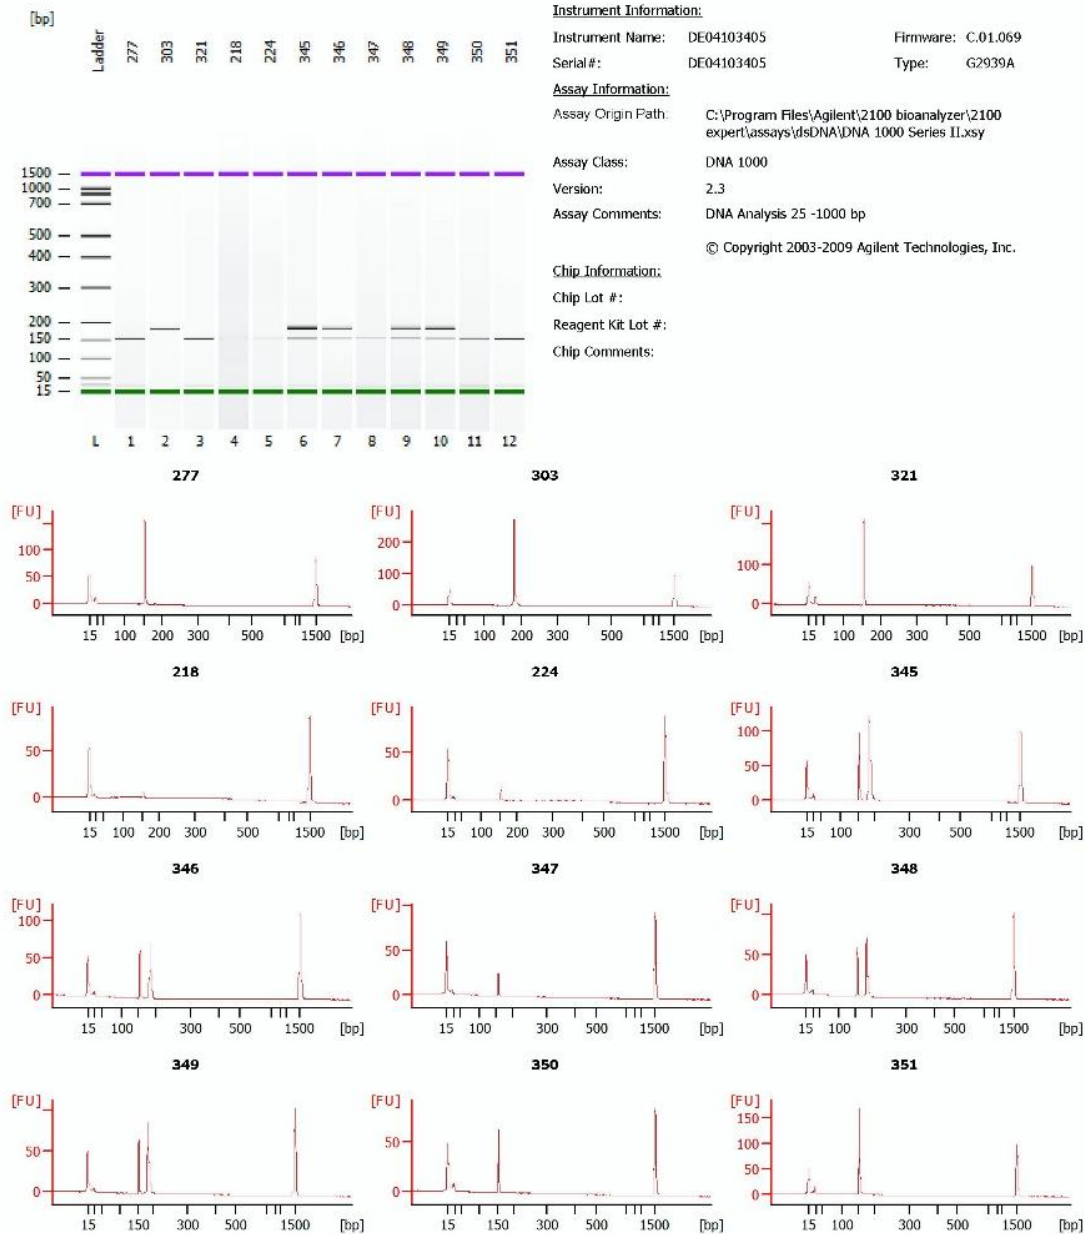 [bp]
Ladder 277 303 321 218 224 345 346 347 348 349 350 351
1500
1000
700
500
400
300
200
150
100
50
15
L 1 2 3 4 5 6 7 8 9 10 11 12
Instrument Information:
Instrument Name: DE04103405 Firmware: C.01.069
Serial#: DE04103405 Type: G2939A
Assay Information:
Assay Origin Path: C:\Program Files\Agilent\2100 bioanalyzer\2100
expert\assays\dsDNA\DNA 1000 Series II.xsy
Assay Class: DNA 1000
Version: 2.3
Assay Comments: DNA Analysis 25 -1000 bp
© Copyright 2003-2009 Agilent Technologies, Inc.
Chip Information:
Chip Lot #:
Reagent Kit Lot #:
Chip Comments:
277
[FU]
100
50
0
15 100 200 300 500 1500 [bp]
303
[FU]
200
100
0
15 100 200 300 500 1500 [bp]
321
[FU]
100
0
15 100 200 300 500 1500 [bp]
218
[FU]
50
0
15 100 200 300 500 1500 [bp]
224
[FU]
50
0
15 100 200 300 500 1500 [bp]
345
[FU]
100
50
0
15 100 300 500 1500 [bp]
346
[FU]
100
50
0
15 100 300 500 1500 [bp]
347
[FU]
100
50
0
15 100 300 500 1500 [bp]
348
[FU]
50
0
15 100 300 500 1500 [bp]
349
[FU]
50
0
15 150 300 500 1500 [bp]
350
[FU]
50
0
15 150 300 500 1500 [bp]
351
[FU]
150
100
50
0
15 100 300 500 1500 [bp]